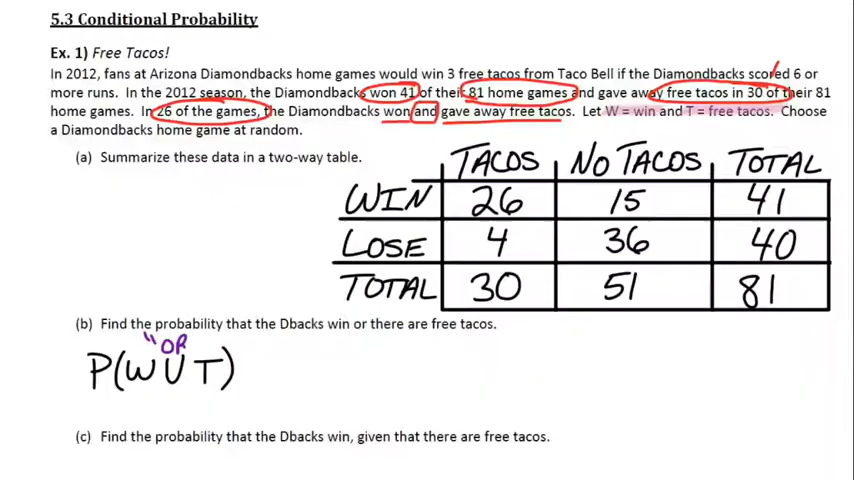 5.3 Conditional Probability
Ex. 1) Free Tacos!
In 2012, fans at Arizona Diamondbacks home games would win 3 free tacos from Taco Bell if the Diamondbacks scored 6 or
more runs. In the 2012 season, the Diamondbacks won 41 of their 81 home games and gave away free tacos in 30 of their 81
home games. In 26 of the games, the Diamondbacks won and gave away free tacos. Let W = win and T = free tacos. Choose
a Diamondbacks home game at random.
(a) Summarize these data in a two-way table.
TACOS NO TACOS TOTAL
WIN 26 15 41
LOSE 4 36 40
TOTAL 30 51 81
(b) Find the probability that the Dbacks win or there are free tacos.
"OR
P(W U T)
(c) Find the probability that the Dbacks win, given that there are free tacos.